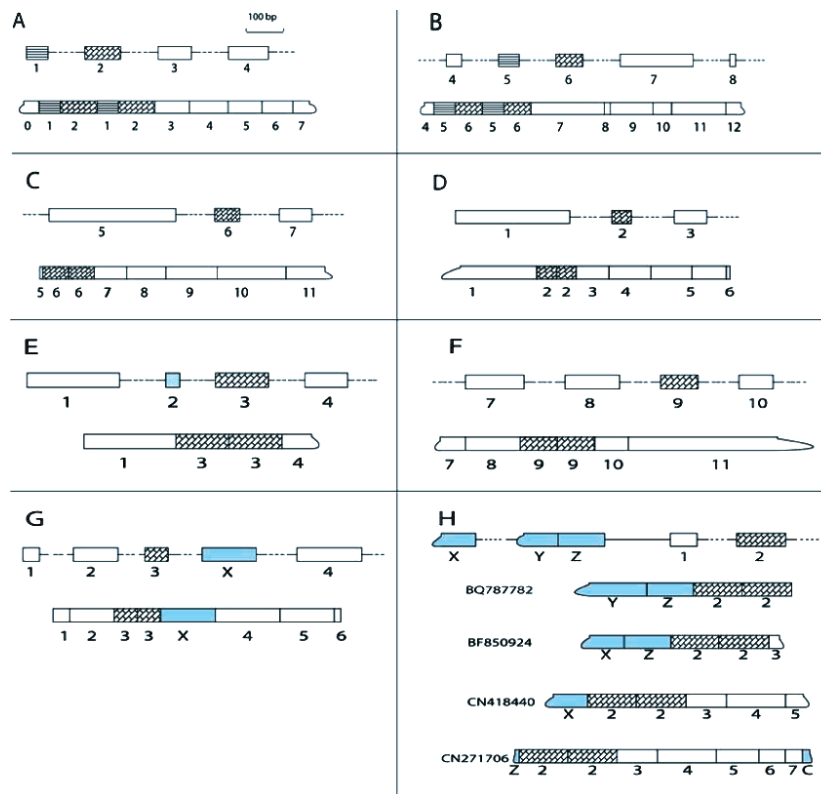 A
100 bp
1 2 3 4
0 1 2 1 2 3 4 5 6 7
B
4 5 6 7 8
4 5 6 5 6 7 8 9 10 11 12
C
5 6 7
5 6 6 7 8 9 10 11
D
1 2 3
1 2 2 3 4 5 6
E
1 2 3 4
1 3 3 4
F
7 8 9 10
7 8 9 9 10 11
G
1 2 3 X 4
1 2 3 3 X 4 5 6
H
X Y Z 1 2
BQ787782
Y Z 2 2
BF850924
X Z 2 2 3
CN418440
X 2 2 3 4 5
CN271706
Z 2 2 3 4 5 6 7 C